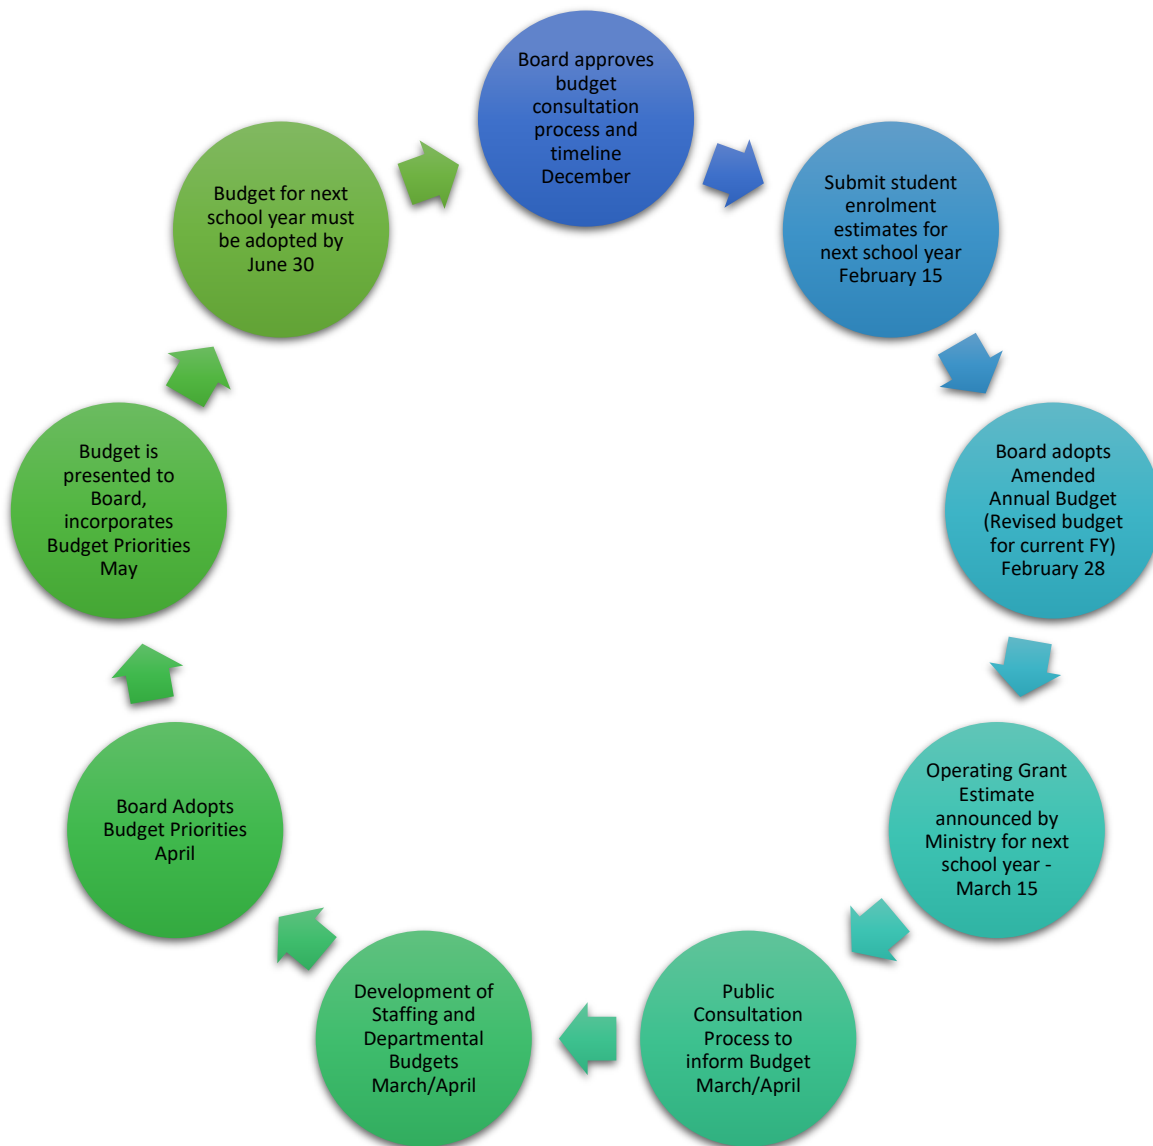 Board approves
budget
consultation
process and
timeline
December
Submit student
enrolment
estimates for
next school year
February 15
Board adopts
Amended
Annual Budget
(Revised budget
for current FY)
February 28
Operating Grant
Estimate
announced by
Ministry for next
school year -
March 15
Public
Consultation
Process to
inform Budget
March/April
Development of
Staffing and
Departmental
Budgets
March/April
Board Adopts
Budget Priorities
April
Budget is
presented to
Board,
incorporates
Budget Priorities
May
Budget for next
school year must
be adopted by
June 30